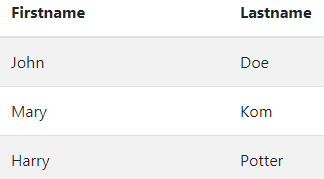 Firstname Lastname
John Doe
Mary Kom
Harry Potter